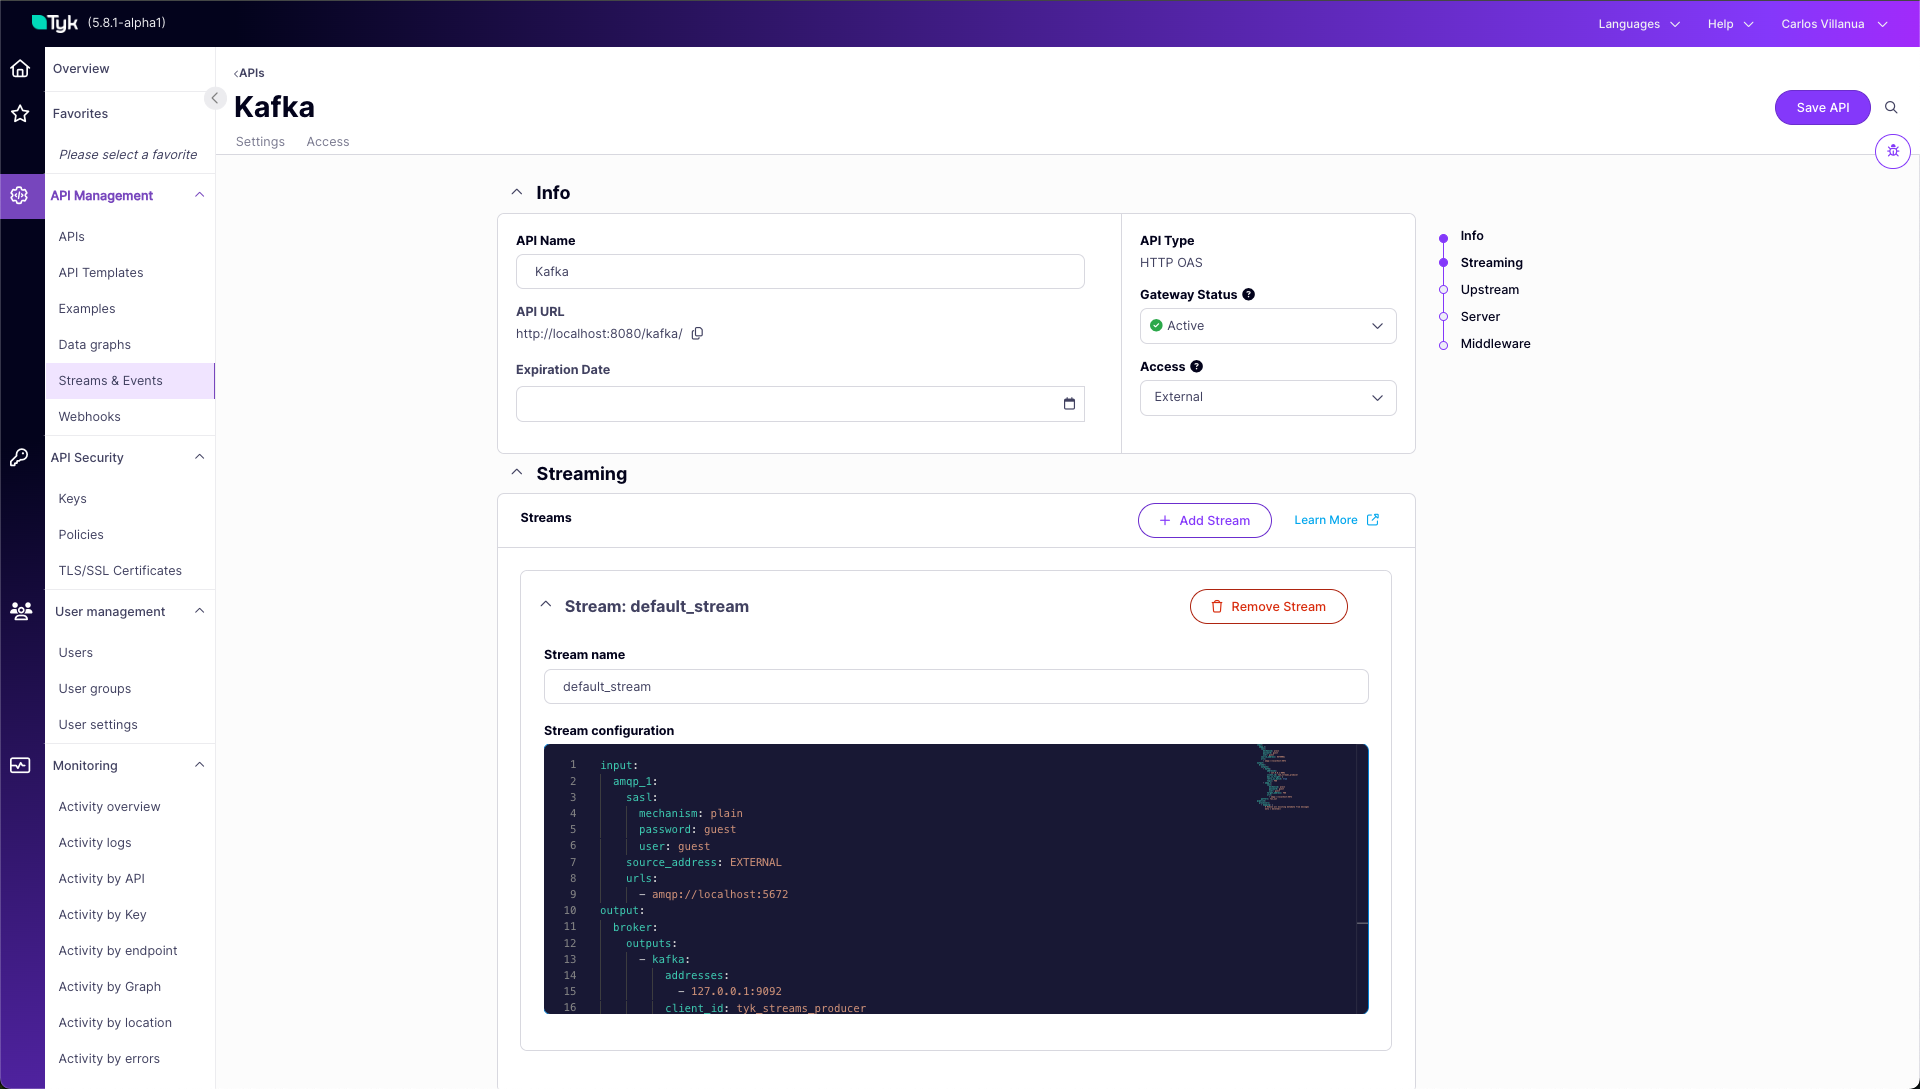 Tyk (5.8.1-alpha1)
Languages
Help
Carlos Villanua
Overview
Favorites
Please select a favorite
API Management
APIs
API Templates
Examples
Data graphs
Streams & Events
Webhooks
API Security
Keys
Policies
TLS/SSL Certificates
User management
Users
User groups
User settings
Monitoring
Activity overview
Activity logs
Activity by API
Activity by Key
Activity by endpoint
Activity by Graph
Activity by location
Activity by errors
‹APIs
Kafka
Save API
Settings
Access
Info
API Name
Kafka
API URL
http://localhost:8080/kafka/
Expiration Date
API Type
HTTP OAS
Gateway Status
Active
Access
External
Info
Streaming
Upstream
Server
Middleware
Streaming
Streams
+ Add Stream
Learn More
Stream: default_stream
Remove Stream
Stream name
default_stream
Stream configuration
1 input:
2 amqp_1:
3 sasl:
4 mechanism: plain
5 password: guest
6 user: guest
7 source_address: EXTERNAL
8 urls:
9 - amqp://localhost:5672
10 output:
11 broker:
12 outputs:
13 - kafka:
14 addresses:
15 - 127.0.0.1:9092
16 client_id: tyk_streams_producer